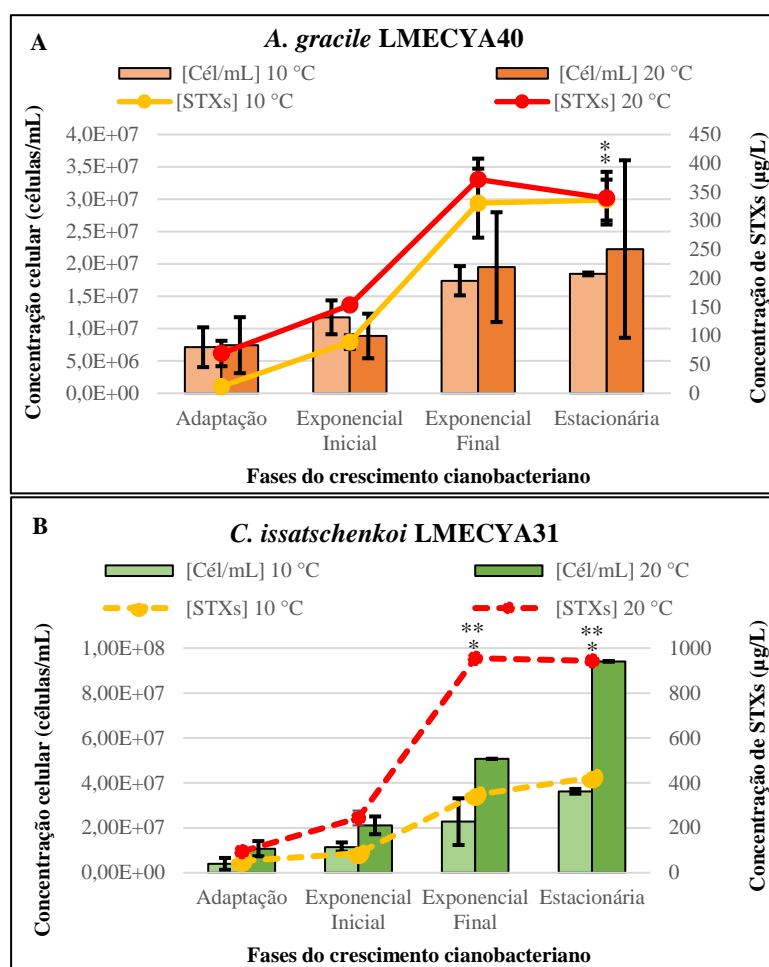 A
A. gracile LMECYA40
[Cél/mL] 10 °C
[Cél/mL] 20 °C
[STXs] 10 °C
[STXs] 20 °C
Concentração celular (células/mL)
4,0E+07
3,5E+07
3,0E+07
2,5E+07
2,0E+07
1,5E+07
1,0E+07
5,0E+06
0,0E+00
*
*
450
400
350
300
250
200
150
100
50
0
Concentração de STXs (µg/L)
Adaptação
Exponencial
Inicial
Exponencial
Final
Estacionária
Fases do crescimento cianobacteriano
B
C. issatschenkoi LMECYA31
[Cél/mL] 10 °C
[Cél/mL] 20 °C
[STXs] 10 °C
[STXs] 20 °C
Concentração celular (células/mL)
1,00E+08
8,00E+07
6,00E+07
4,00E+07
2,00E+07
0,00E+00
**
*
**
*
1000
800
600
400
200
0
Concentração de STXs (µg/L)
Adaptação
Exponencial
Inicial
Exponencial
Final
Estacionária
Fases do crescimento cianobacteriano